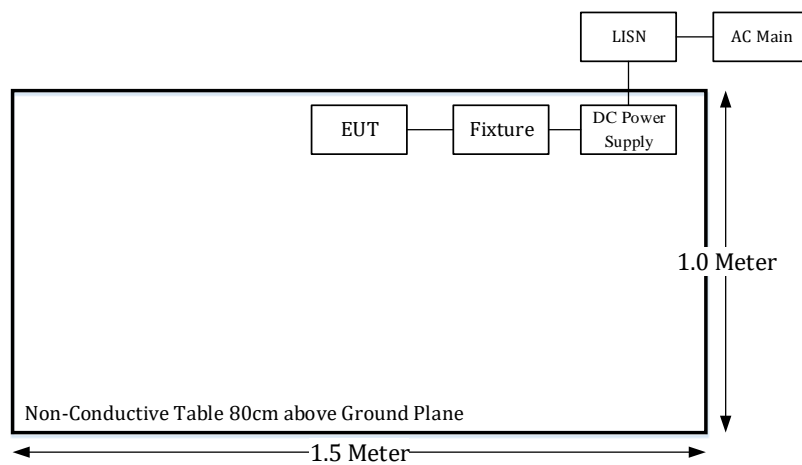 LISN
AC Main
EUT
Fixture
DC Power
Supply
1.0 Meter
Non-Conductive Table 80cm above Ground Plane
1.5 Meter